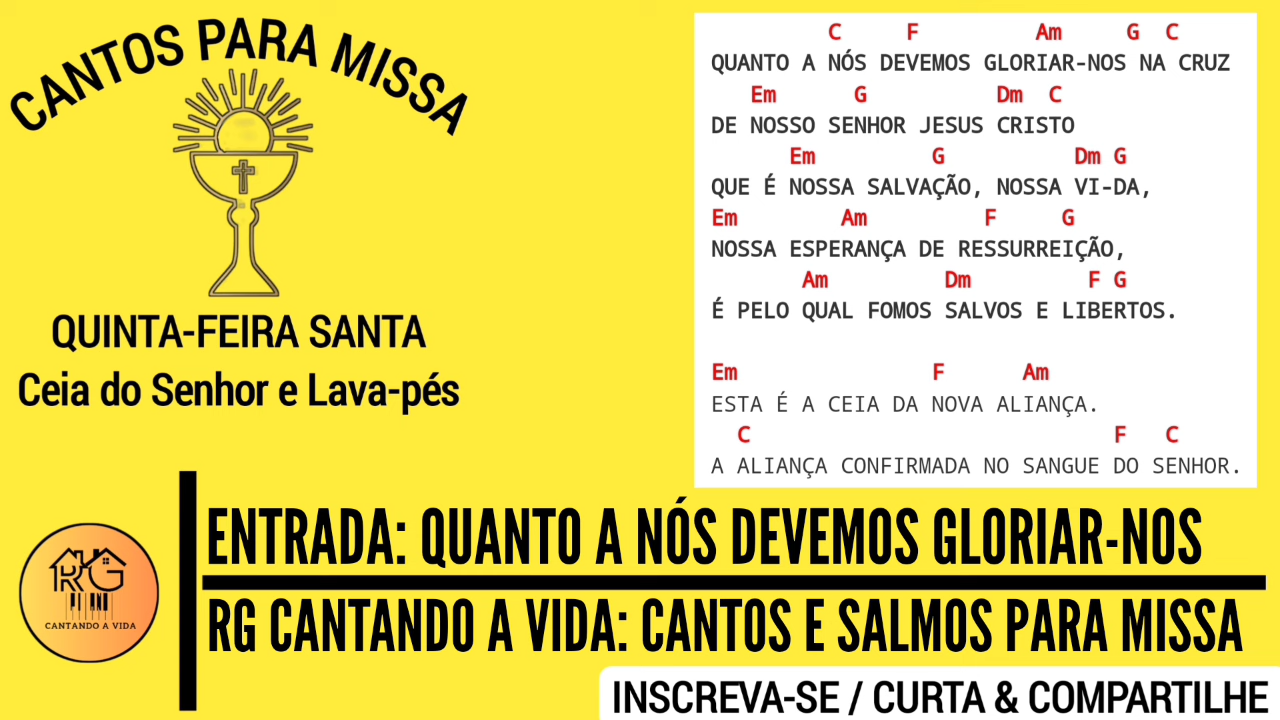 CANTOS PARA MISSA
QUINTA-FEIRA SANTA
Ceia do Senhor e Lava-pés
C F Am G C
QUANTO A NÓS DEVEMOS GLORIAR-NOS NA CRUZ
Em G Dm C
DE NOSSO SENHOR JESUS CRISTO
Em G Dm G
QUE É NOSSA SALVAÇÃO, NOSSA VI-DA,
Em Am F G
NOSSA ESPERANÇA DE RESSURREIÇÃO,
Am Dm F G
É PELO QUAL FOMOS SALVOS E LIBERTOS.
Em F Am
ESTA É A CEIA DA NOVA ALIANÇA.
C F C
A ALIANÇA CONFIRMADA NO SANGUE DO SENHOR.
RG
PIANO
CANTANDO A VIDA
ENTRADA: QUANTO A NÓS DEVEMOS GLORIAR-NOS
RG CANTANDO A VIDA: CANTOS E SALMOS PARA MISSA
INSCREVA-SE / CURTA & COMPARTILHE